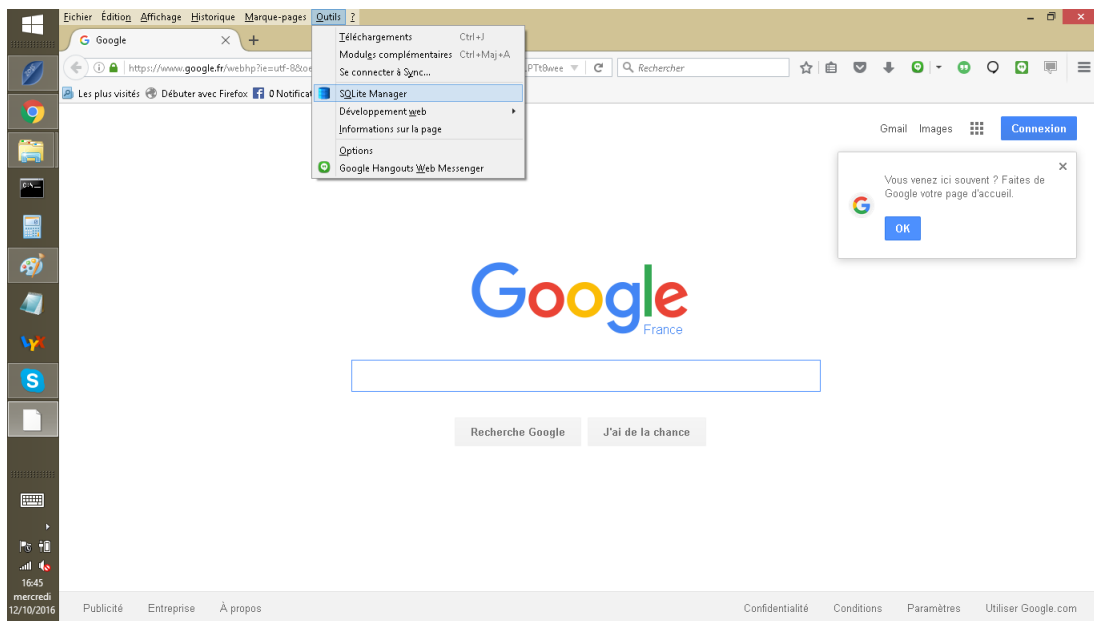 Fichier Édition Affichage Historique Marque-pages Outils ?
Google
Téléchargements Ctrl+J
Modules complémentaires Ctrl+Maj+A
Se connecter à Sync...
SQLite Manager
Développement web
Informations sur la page
Options
Google Hangouts Web Messenger
https://www.google.fr/webhp?ie=utf-8&oe
PTt8wee
Rechercher
Les plus visités Débuter avec Firefox 0 Notificat
Gmail Images Connexion
Vous venez ici souvent ? Faites de
Google votre page d'accueil.
OK
Google
France
Recherche Google J'ai de la chance
S
16:45
mercredi
12/10/2016
Publicité Entreprise À propos Confidentialité Conditions Paramètres Utiliser Google.com